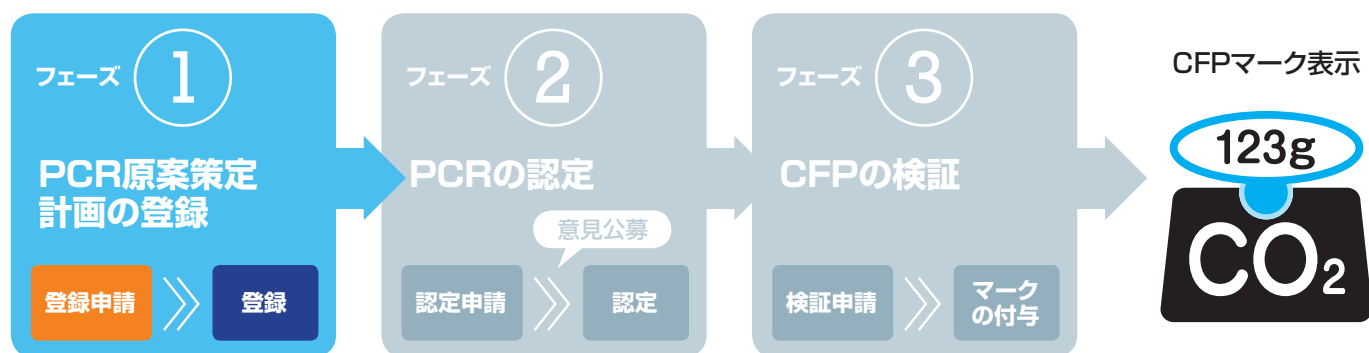 フェーズ 1
PCR原案策定
計画の登録
登録申請
登録
フェーズ 2
PCRの認定
意見公募
認定申請
認定
フェーズ 3
CFPの検証
検証申請
マーク
の付与
CFPマーク表示
123g
CO2